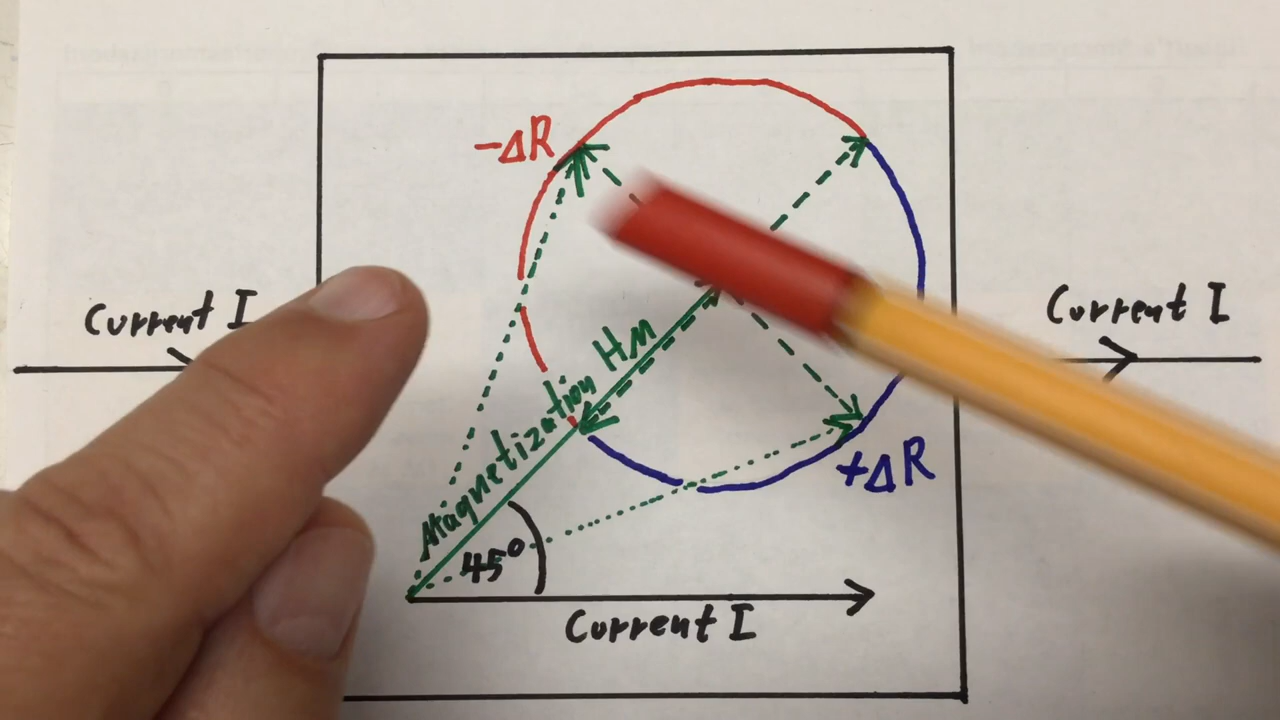 -ΔR
Current I
Current I
Magnetization HM
+ΔR
45°
Current I